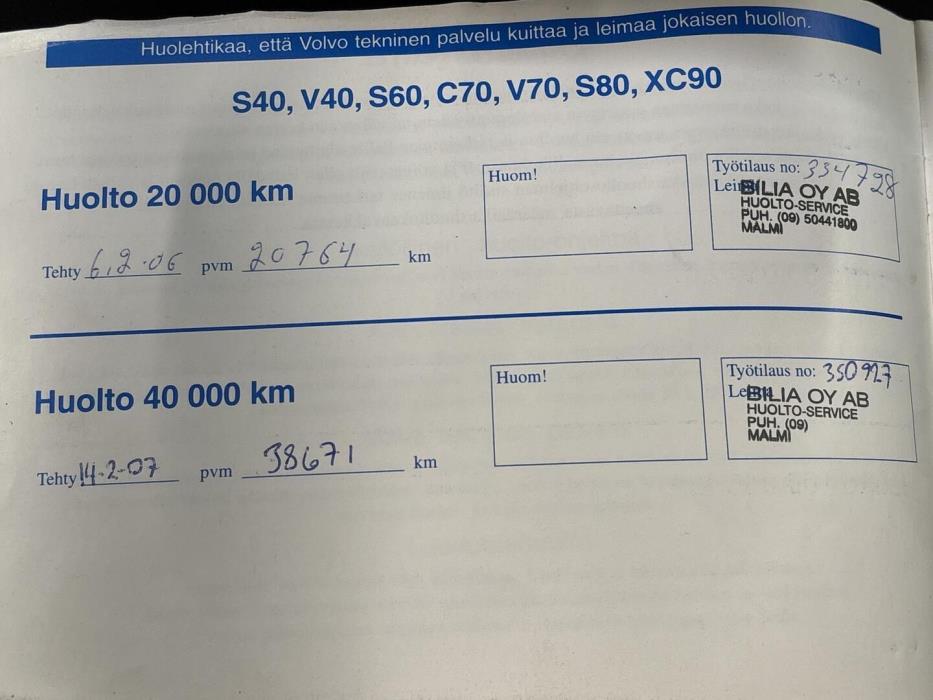 Huolehtikaa, että Volvo tekninen palvelu kuittaa ja leimaa jokaisen huollon.
S40, V40, S60, C70, V70, S80, XC90
Huolto 20 000 km
Huom!
Työtilaus no: 334798
BILIA OY AB
HUOLTO-SERVICE
PUH. (09) 50441800
MALMI
Tehty 6.2.06 pvm 20764 km
Huolto 40 000 km
Huom!
Työtilaus no: 350927
BILIA OY AB
HUOLTO-SERVICE
PUH. (09)
MALMI
Tehty 14-2-07 pvm 38671 km